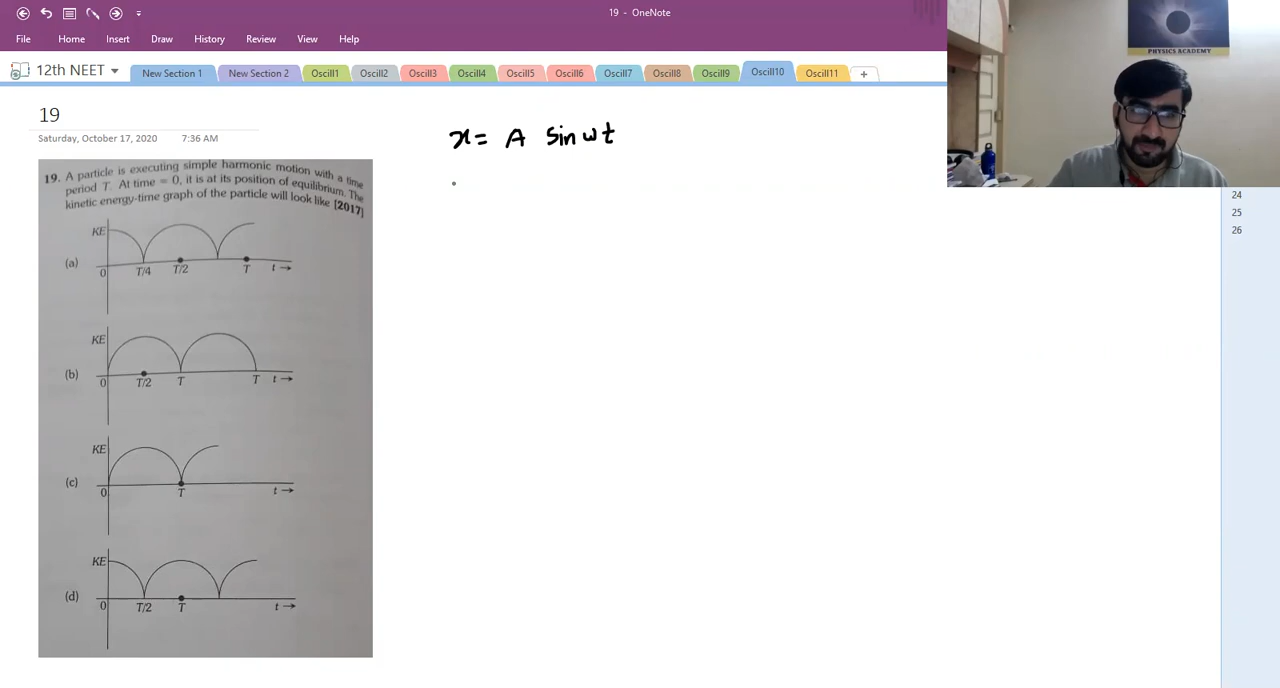 19 - OneNote
File Home Insert Draw History Review View Help
12th NEET New Section 1 New Section 2 Oscill1 Oscill2 Oscill3 Oscill4 Oscill5 Oscill6 Oscill7 Oscill8 Oscill9 Oscill10 Oscill11 +
19
Saturday, October 17, 2020 7:36 AM
x = A sin ωt
19. A particle is executing simple harmonic motion with a time
period T. At time = 0, it is at its position of equilibrium. The
kinetic energy-time graph of the particle will look like [2017]
KE
(a)
0 T/4 T/2 T t →
KE
(b)
0 T/2 T T t →
KE
(c)
0 T t →
KE
(d)
0 T/2 T t →
PHYSICS ACADEMY
24
25
26